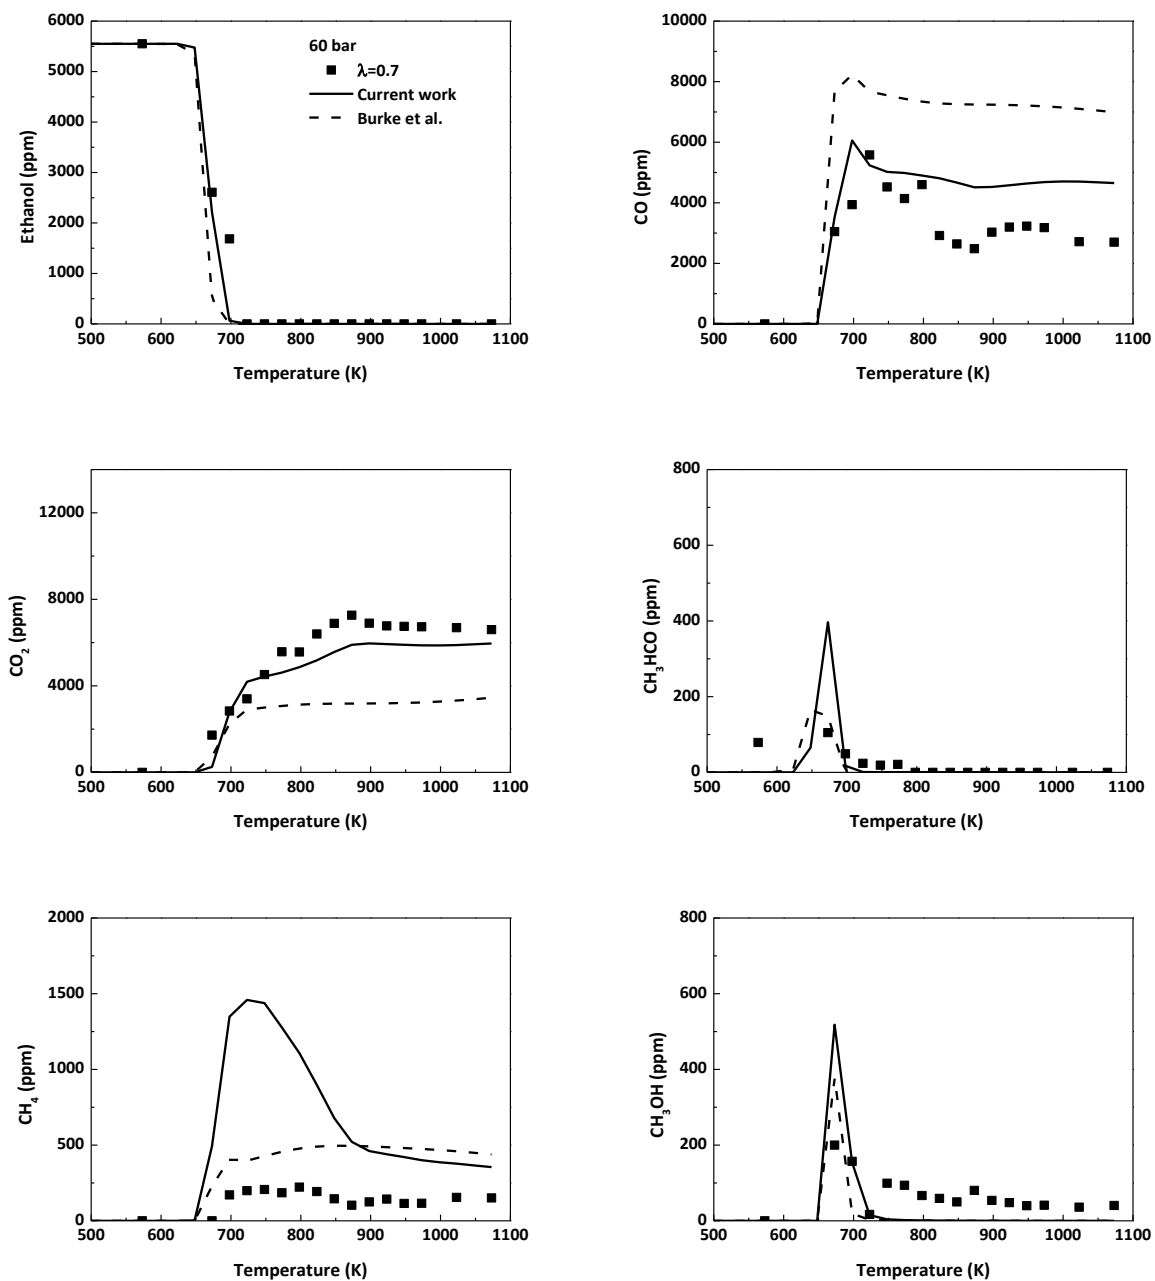 6000
5000
4000
3000
2000
1000
0
Ethanol (ppm)
60 bar
λ=0.7
Current work
Burke et al.
500 600 700 800 900 1000 1100
Temperature (K)
10000
8000
6000
4000
2000
0
CO (ppm)
500 600 700 800 900 1000 1100
Temperature (K)
12000
8000
4000
0
CO2 (ppm)
500 600 700 800 900 1000 1100
Temperature (K)
800
600
400
200
0
CH3HCO (ppm)
500 600 700 800 900 1000 1100
Temperature (K)
2000
1500
1000
500
0
CH4 (ppm)
500 600 700 800 900 1000 1100
Temperature (K)
800
600
400
200
0
CH3OH (ppm)
500 600 700 800 900 1000 1100
Temperature (K)